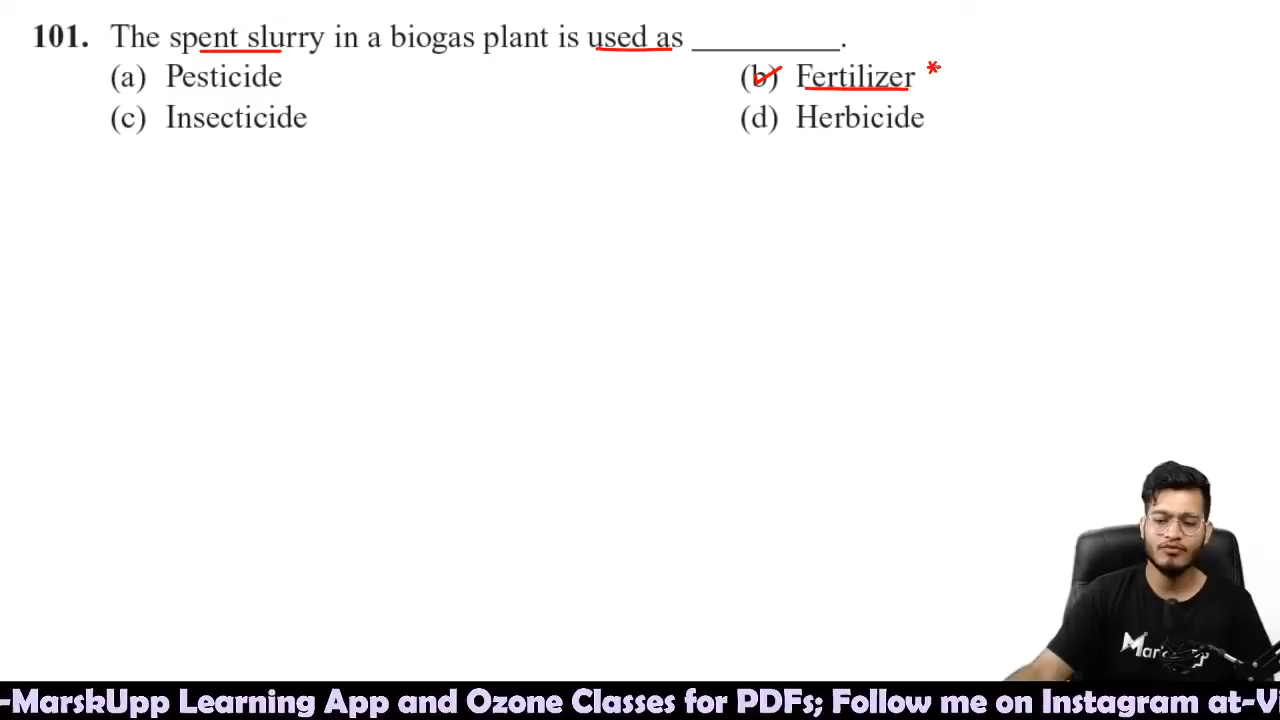 101. The spent slurry in a biogas plant is used as _________.
(a) Pesticide (b) Fertilizer *
(c) Insecticide (d) Herbicide
-MarskUpp Learning App and Ozone Classes for PDFs; Follow me on Instagram at-V